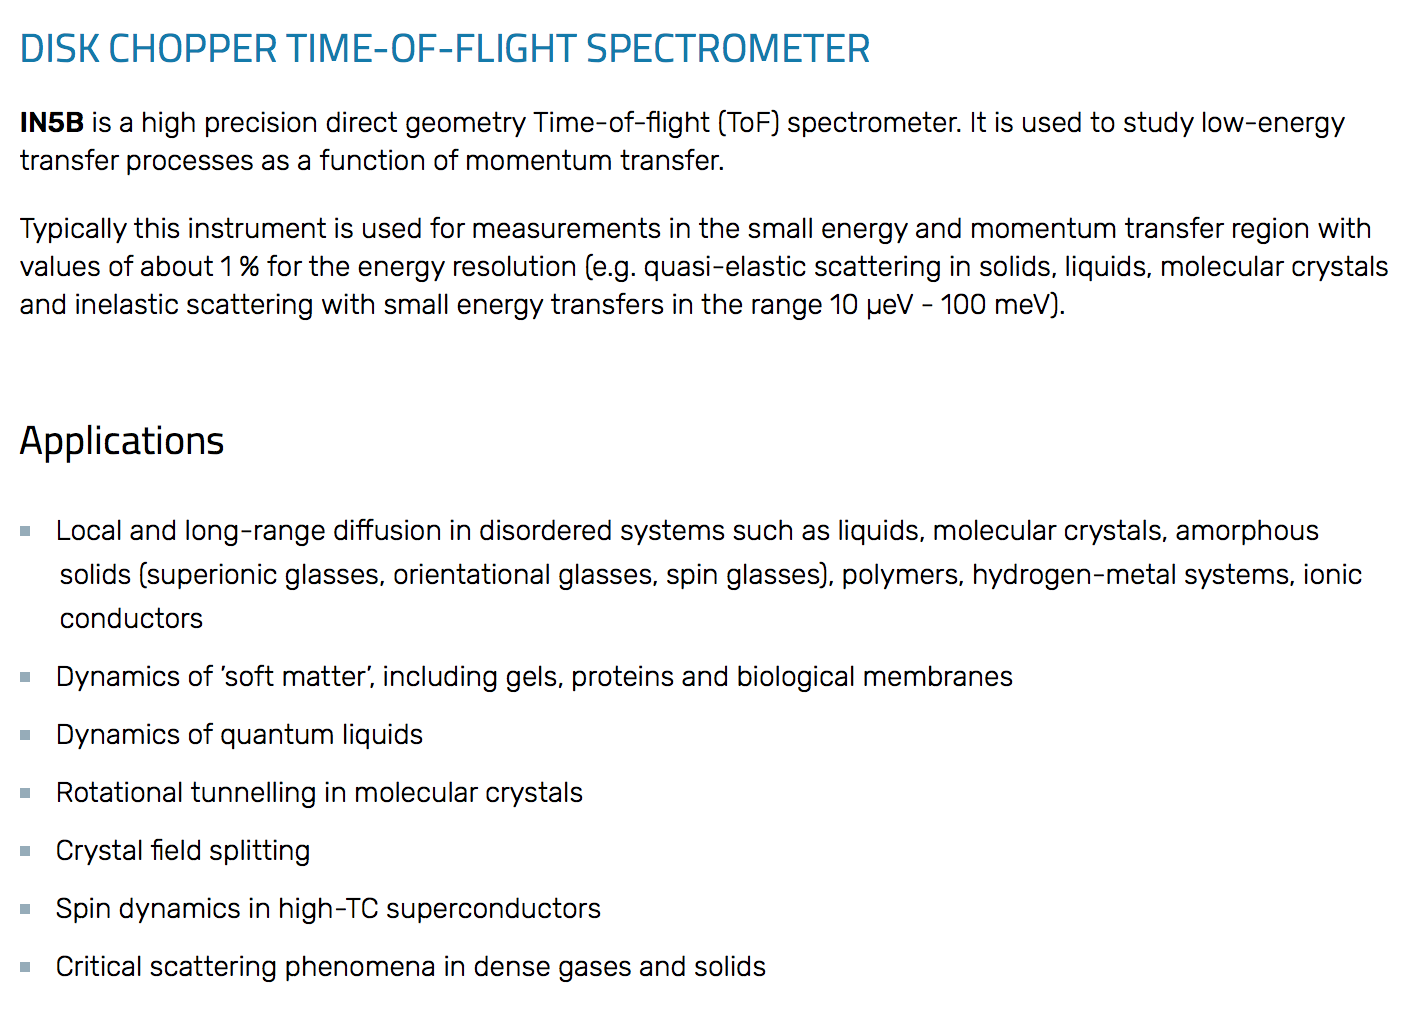 DISK CHOPPER TIME-OF-FLIGHT SPECTROMETER
IN5B is a high precision direct geometry Time-of-flight (ToF) spectrometer. It is used to study low-energy
transfer processes as a function of momentum transfer.
Typically this instrument is used for measurements in the small energy and momentum transfer region with
values of about 1 % for the energy resolution (e.g. quasi-elastic scattering in solids, liquids, molecular crystals
and inelastic scattering with small energy transfers in the range 10 µeV - 100 meV).
Applications
Local and long-range diffusion in disordered systems such as liquids, molecular crystals, amorphous
solids (superionic glasses, orientational glasses, spin glasses), polymers, hydrogen-metal systems, ionic
conductors
Dynamics of ’soft matter’, including gels, proteins and biological membranes
Dynamics of quantum liquids
Rotational tunnelling in molecular crystals
Crystal field splitting
Spin dynamics in high-TC superconductors
Critical scattering phenomena in dense gases and solids